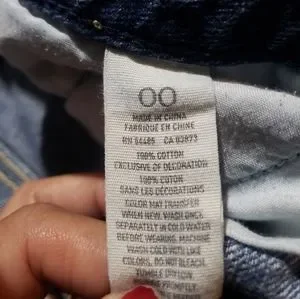 00
MADE IN CHINA
FABRIQUE EN CHINE
RN 54485 CA 03873
100% COTTON
EXCLUSIVE OF DECORATION
100% COTON
SANS LES DÉCORATIONS
COLOR MAY TRANSFER
WHEN NEW. WASH ONCE
SEPARATELY IN COLD WATER
BEFORE WEARING. MACHINE
WASH COLD WITH LIKE
COLORS. DO NOT BLEACH.
TUMBLE DRY LOW